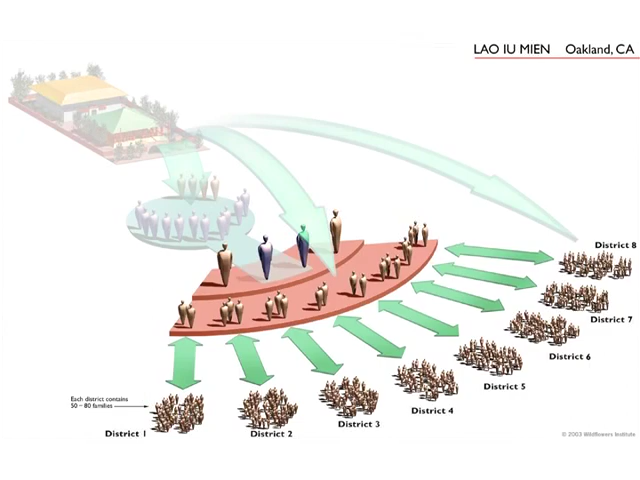 LAO IU MIEN Oakland, CA
District 8
District 7
District 6
District 5
District 4
District 3
District 2
District 1
Each district contains
50 – 80 families
© 2003 Wildflowers Institute